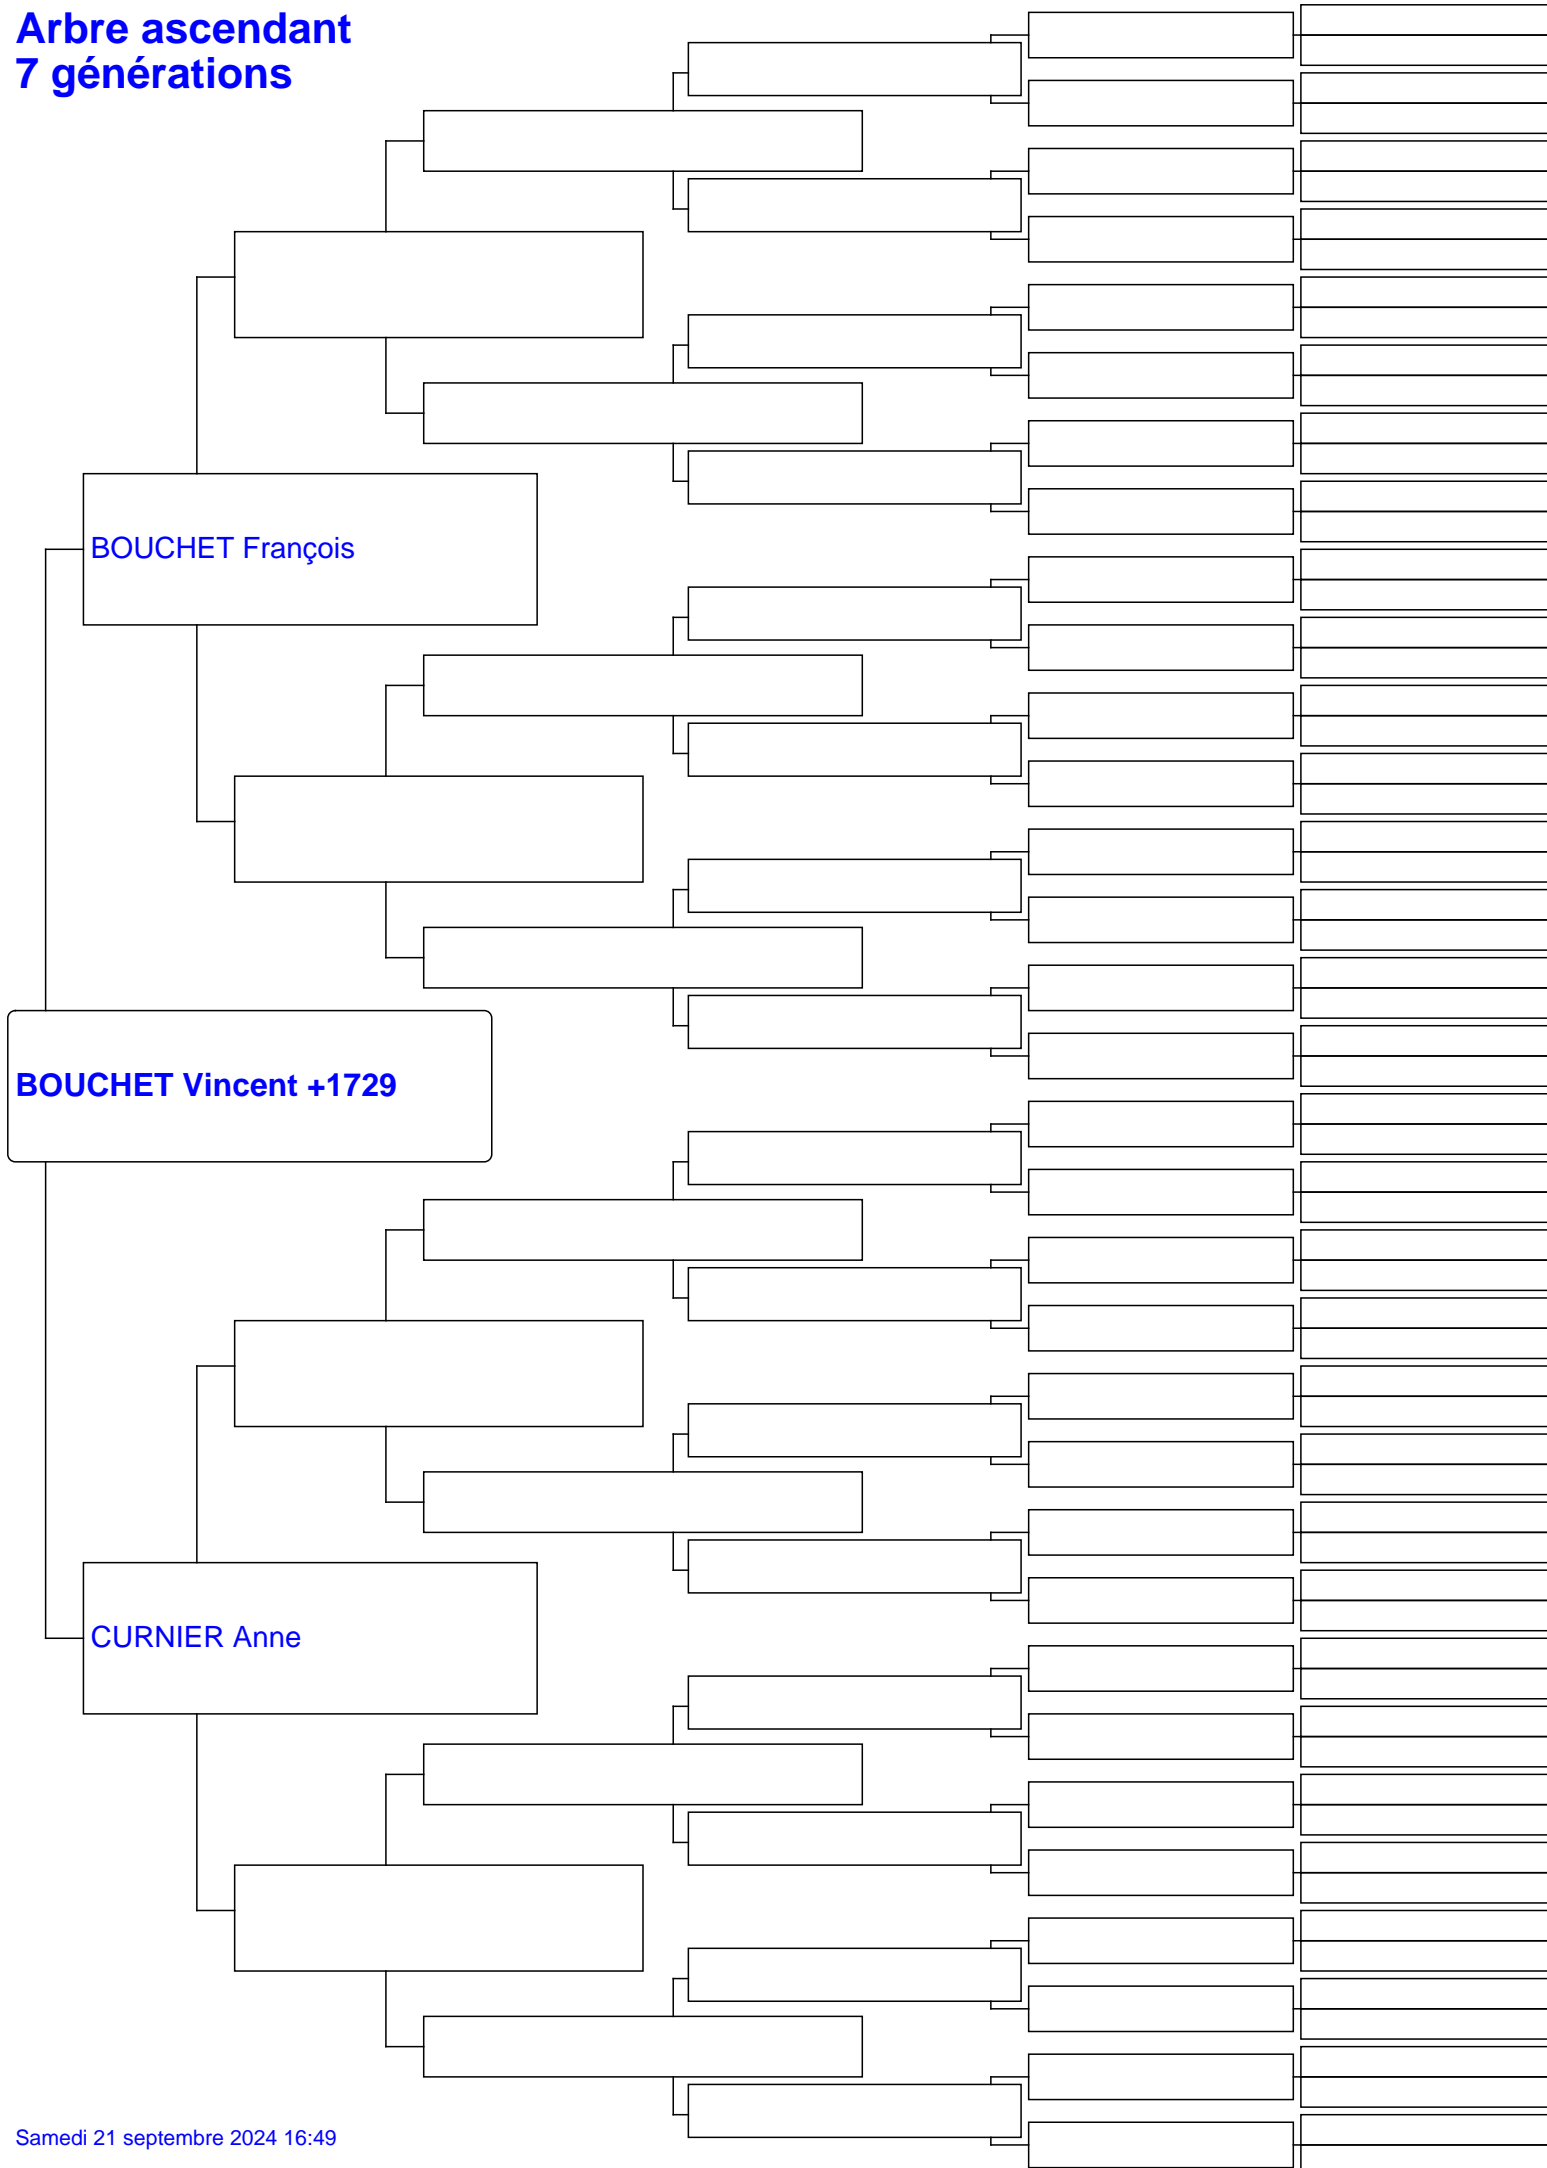 Arbre ascendant
7 générations
BOUCHET François
BOUCHET Vincent +1729
CURNIER Anne
Samedi 21 septembre 2024 16:49